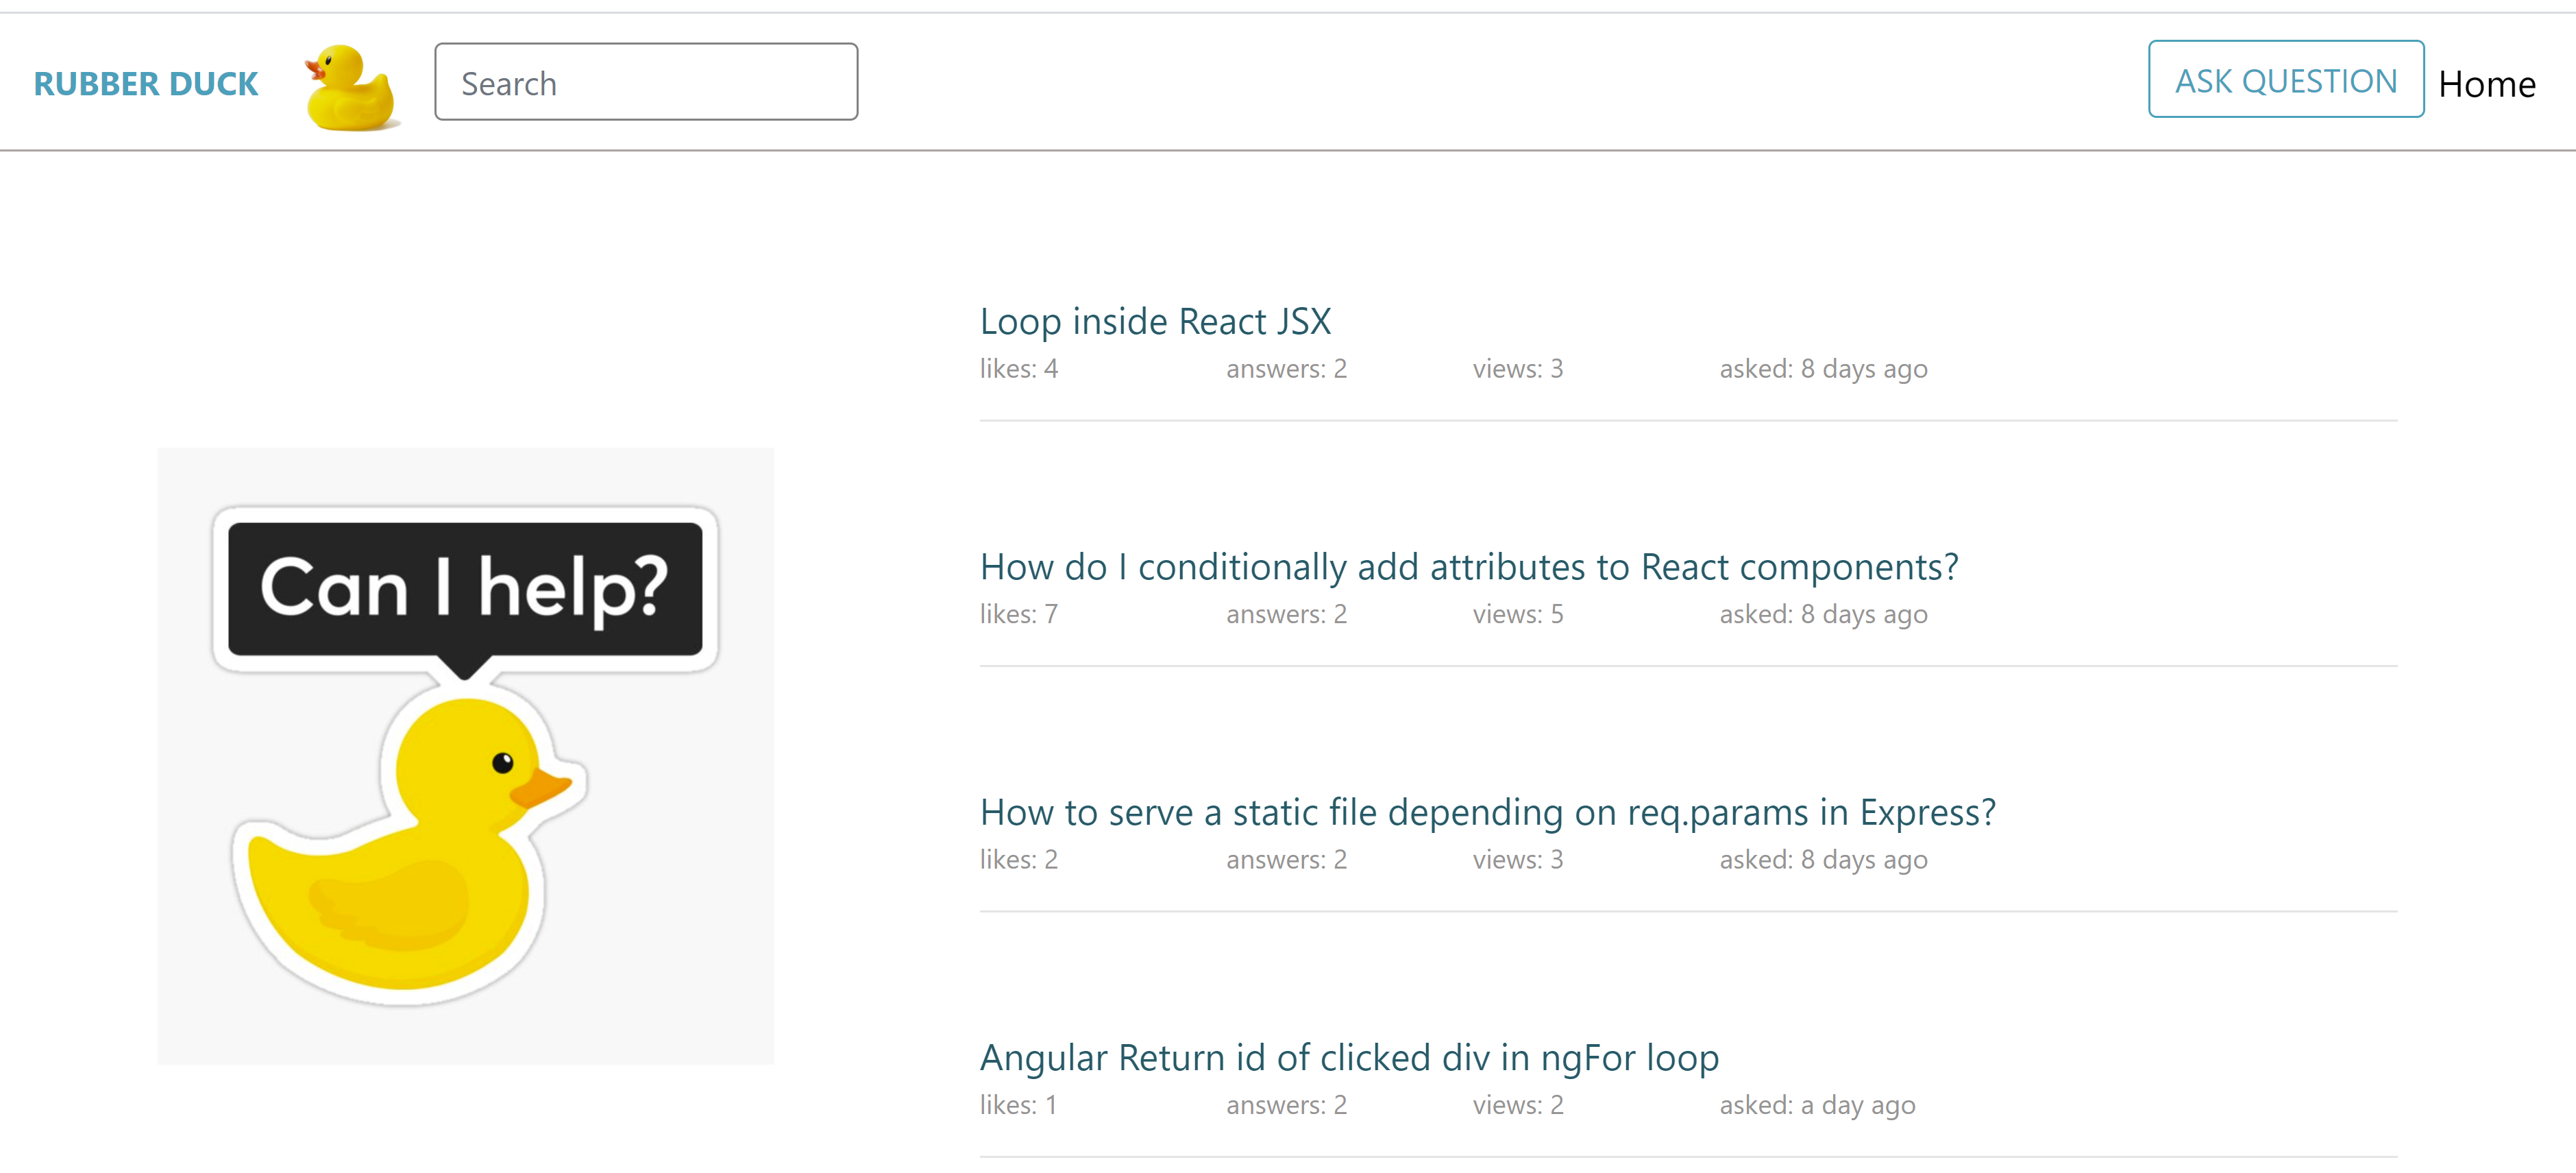 RUBBER DUCK
Search
ASK QUESTION
Home
Can I help?
Loop inside React JSX
likes: 4 answers: 2 views: 3 asked: 8 days ago
How do I conditionally add attributes to React components?
likes: 7 answers: 2 views: 5 asked: 8 days ago
How to serve a static file depending on req.params in Express?
likes: 2 answers: 2 views: 3 asked: 8 days ago
Angular Return id of clicked div in ngFor loop
likes: 1 answers: 2 views: 2 asked: a day ago